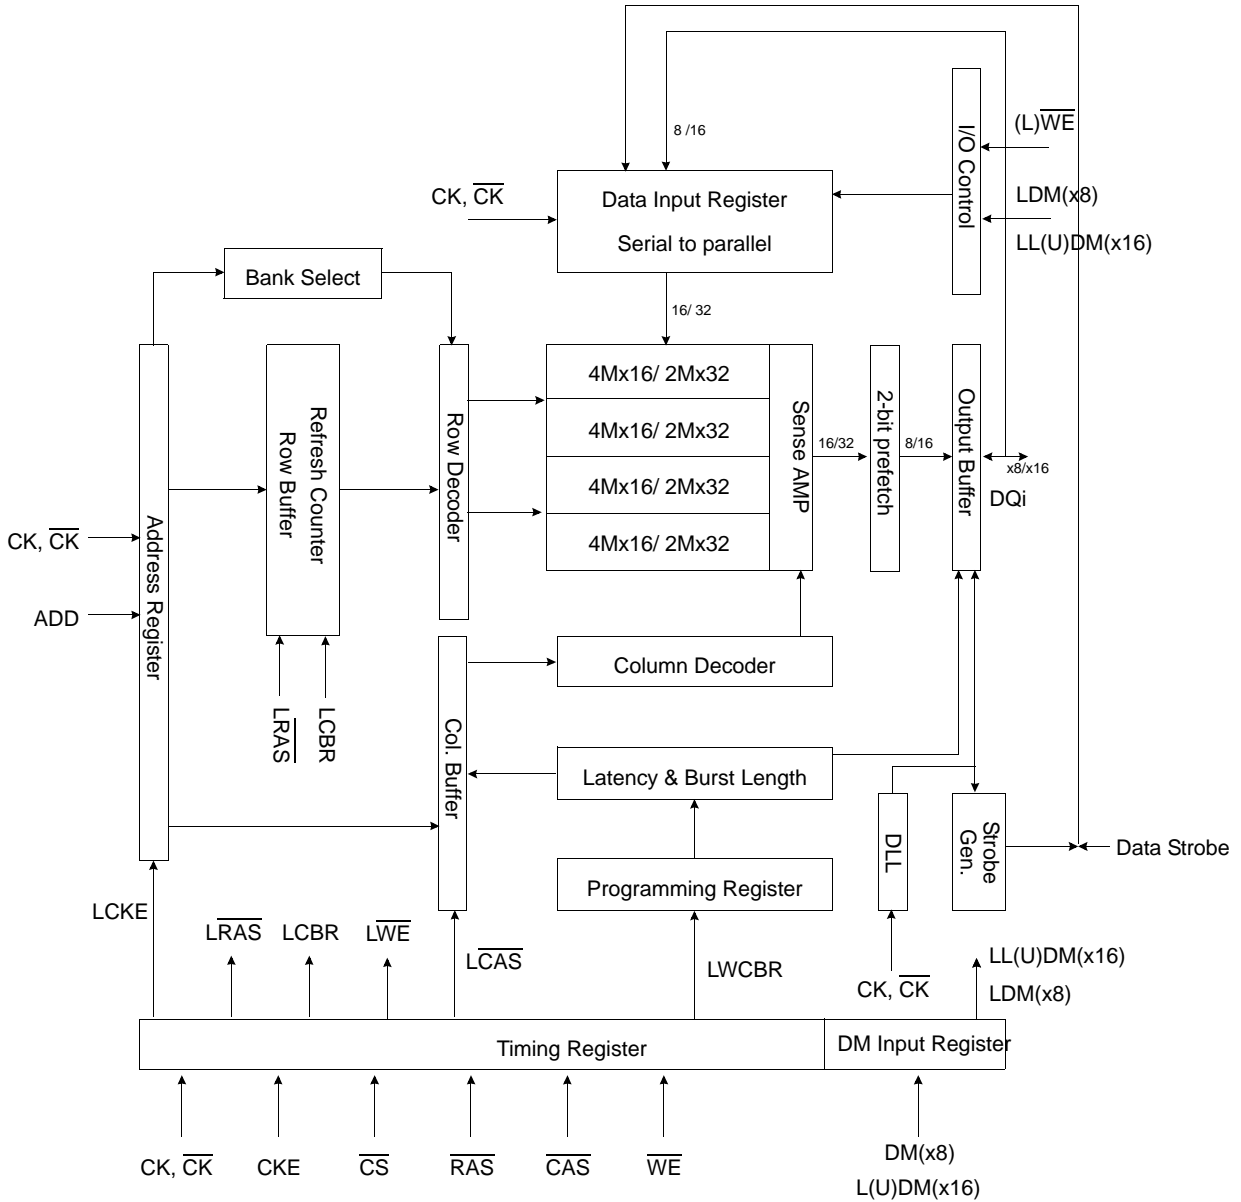 (L)WE
I/O Control
8 /16
LDM(x8)
CK, CK
Data Input Register
Serial to parallel
LL(U)DM(x16)
Bank Select
16/ 32
4Mx16/ 2Mx32
4Mx16/ 2Mx32
4Mx16/ 2Mx32
4Mx16/ 2Mx32
Sense AMP
16/32
2-bit prefetch
8/16
Output Buffer
x8/x16
DQi
Refresh Counter
Row Buffer
Row Decoder
Address Register
CK, CK
ADD
LRAS
LCBR
Column Decoder
Col. Buffer
Latency & Burst Length
DLL
Strobe
Gen.
Data Strobe
Programming Register
LCKE
LRAS
LCBR
LWE
LCAS
LWCBR
CK, CK
LL(U)DM(x16)
LDM(x8)
Timing Register
DM Input Register
CK, CK
CKE
CS
RAS
CAS
WE
DM(x8)
L(U)DM(x16)